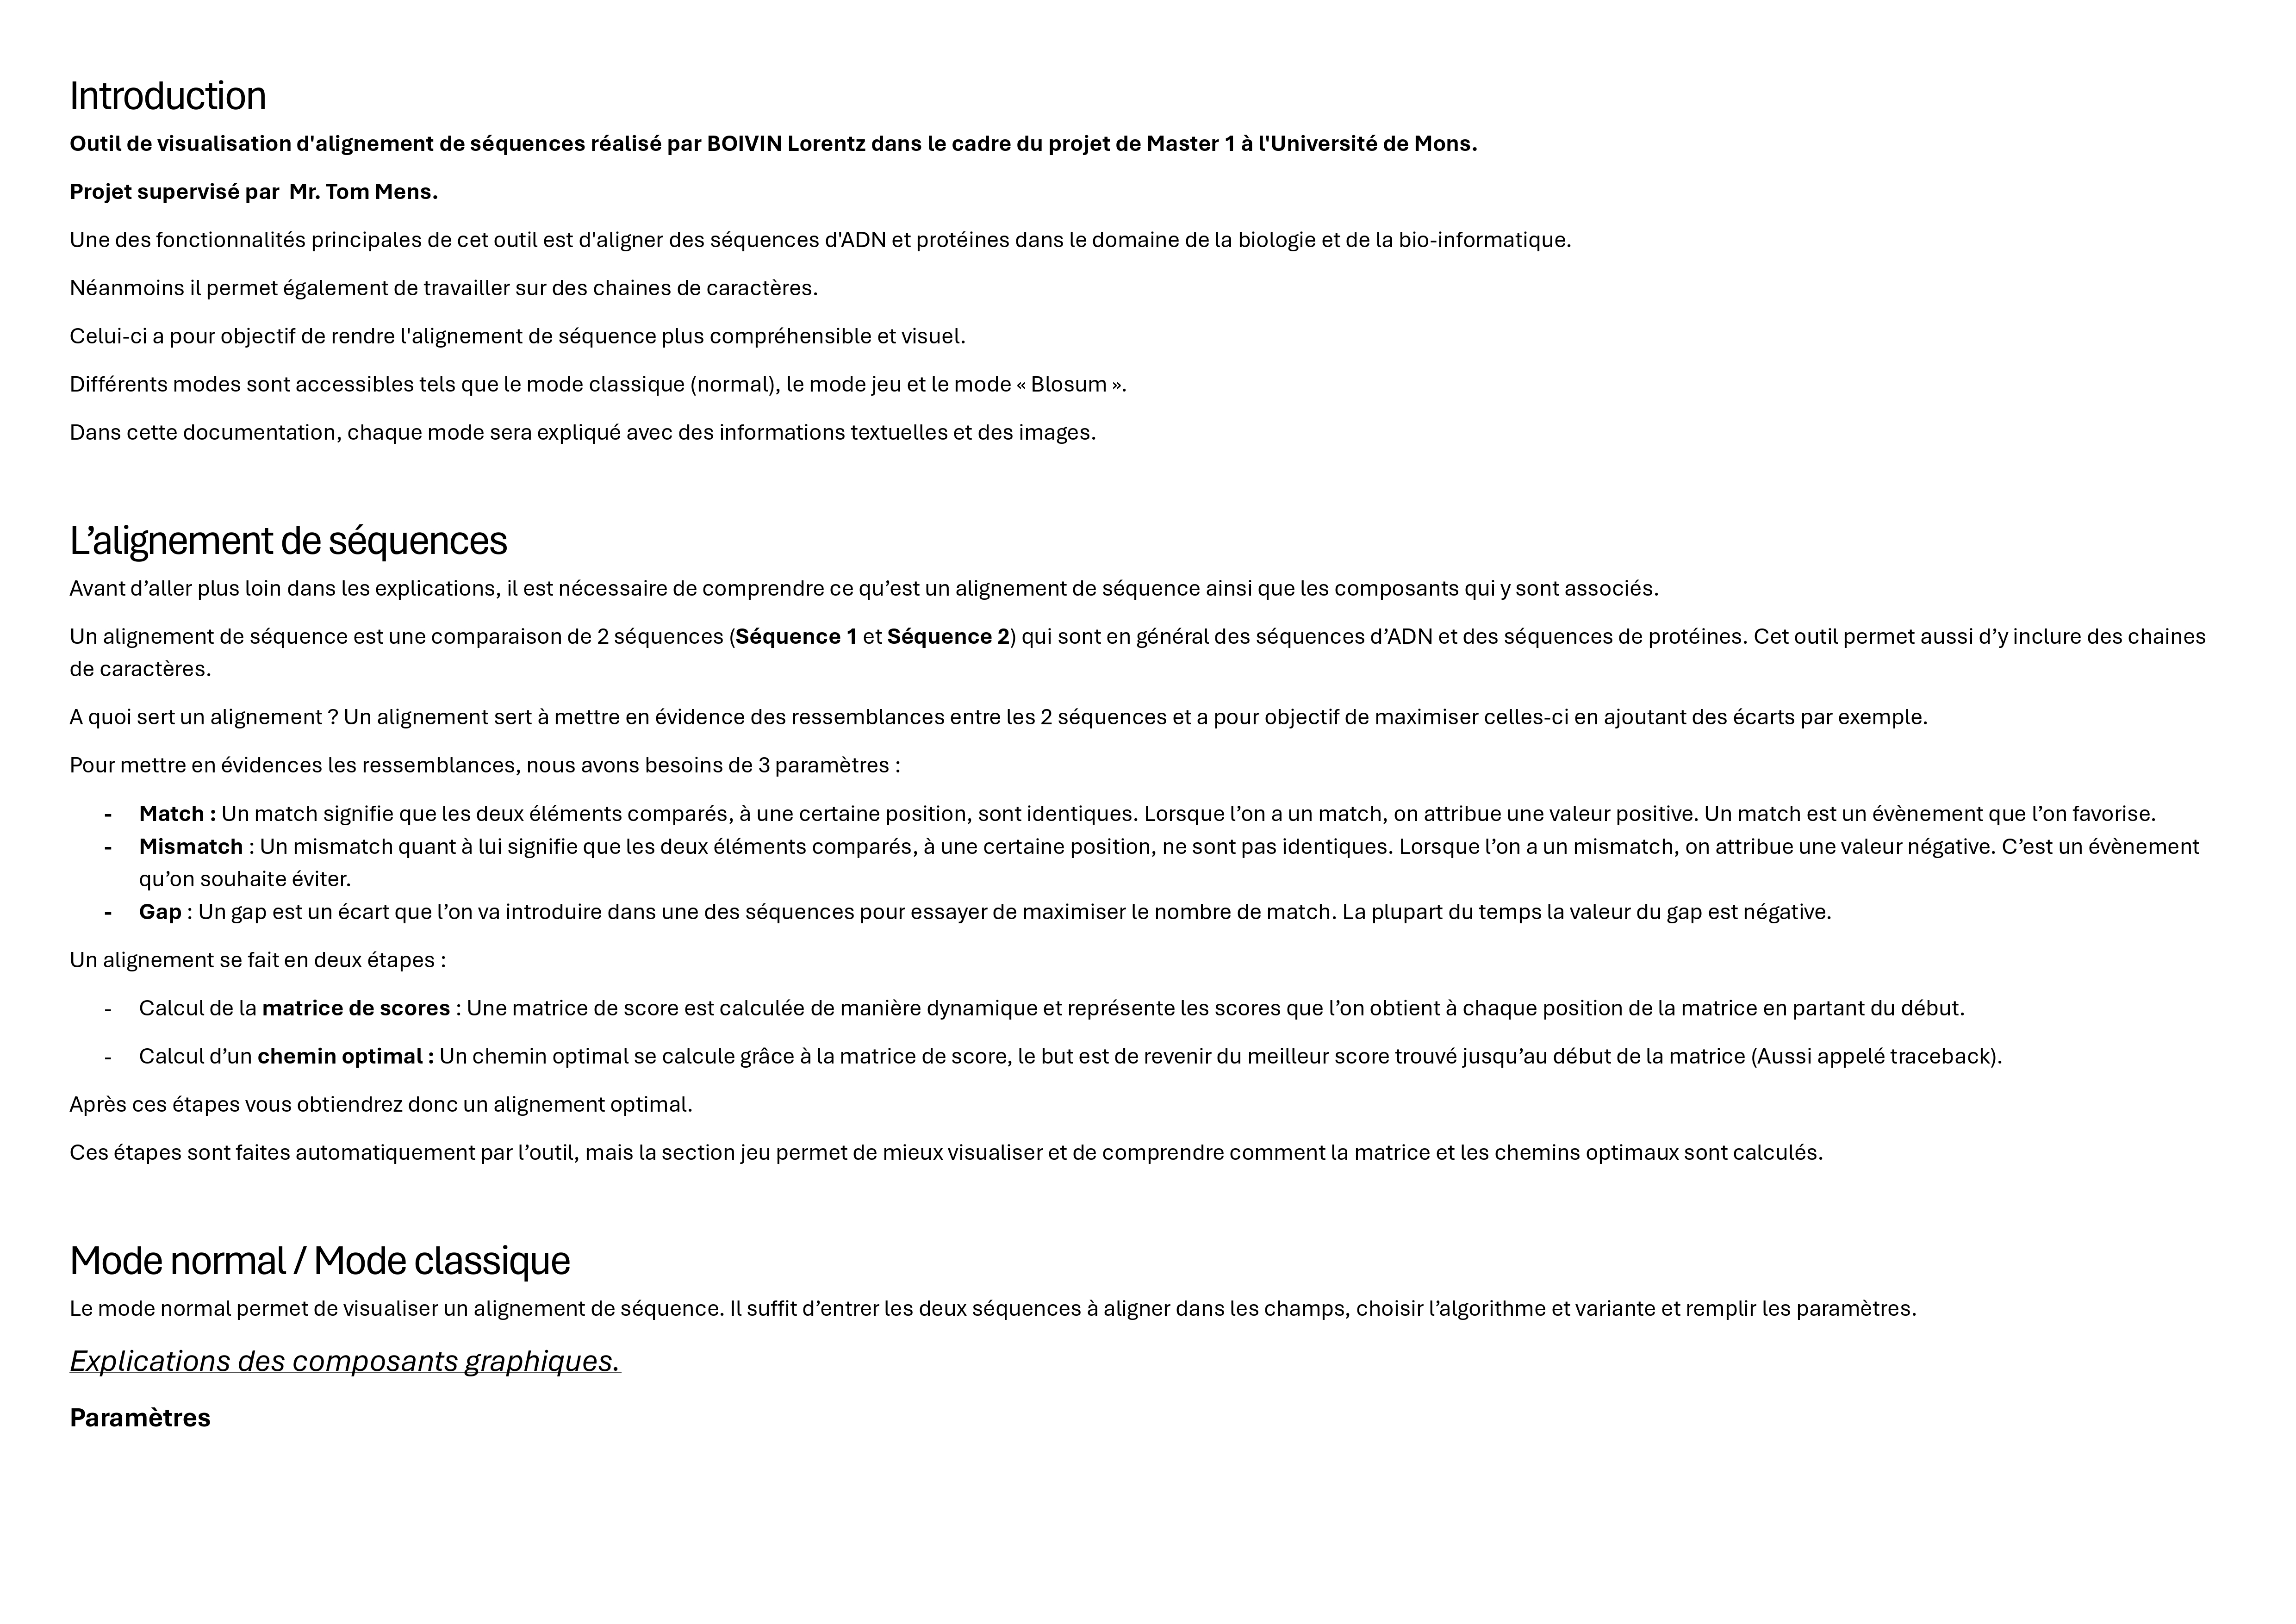 Introduction
Outil de visualisation d'alignement de séquences réalisé par BOIVIN Lorentz dans le cadre du projet de Master 1 à l'Université de Mons.
Projet supervisé par  Mr. Tom Mens.
Une des fonctionnalités principales de cet outil est d'aligner des séquences d'ADN et protéines dans le domaine de la biologie et de la bio-informatique.
Néanmoins il permet également de travailler sur des chaines de caractères.
Celui-ci a pour objectif de rendre l'alignement de séquence plus compréhensible et visuel.
Différents modes sont accessibles tels que le mode classique (normal), le mode jeu et le mode « Blosum ».
Dans cette documentation, chaque mode sera expliqué avec des informations textuelles et des images.
L’alignement de séquences
Avant d’aller plus loin dans les explications, il est nécessaire de comprendre ce qu’est un alignement de séquence ainsi que les composants qui y sont associés.
Un alignement de séquence est une comparaison de 2 séquences (Séquence 1 et Séquence 2) qui sont en général des séquences d’ADN et des séquences de protéines. Cet outil permet aussi d’y inclure des chaines
de caractères.
A quoi sert un alignement ? Un alignement sert à mettre en évidence des ressemblances entre les 2 séquences et a pour objectif de maximiser celles-ci en ajoutant des écarts par exemple.
Pour mettre en évidences les ressemblances, nous avons besoins de 3 paramètres :
- Match : Un match signifie que les deux éléments comparés, à une certaine position, sont identiques. Lorsque l’on a un match, on attribue une valeur positive. Un match est un évènement que l’on favorise.
- Mismatch : Un mismatch quant à lui signifie que les deux éléments comparés, à une certaine position, ne sont pas identiques. Lorsque l’on a un mismatch, on attribue une valeur négative. C’est un évènement
qu’on souhaite éviter.
- Gap : Un gap est un écart que l’on va introduire dans une des séquences pour essayer de maximiser le nombre de match. La plupart du temps la valeur du gap est négative.
Un alignement se fait en deux étapes :
- Calcul de la matrice de scores : Une matrice de score est calculée de manière dynamique et représente les scores que l’on obtient à chaque position de la matrice en partant du début.
- Calcul d’un chemin optimal : Un chemin optimal se calcule grâce à la matrice de score, le but est de revenir du meilleur score trouvé jusqu’au début de la matrice (Aussi appelé traceback).
Après ces étapes vous obtiendrez donc un alignement optimal.
Ces étapes sont faites automatiquement par l’outil, mais la section jeu permet de mieux visualiser et de comprendre comment la matrice et les chemins optimaux sont calculés.
Mode normal / Mode classique
Le mode normal permet de visualiser un alignement de séquence. Il suffit d’entrer les deux séquences à aligner dans les champs, choisir l’algorithme et variante et remplir les paramètres.
Explications des composants graphiques.
Paramètres